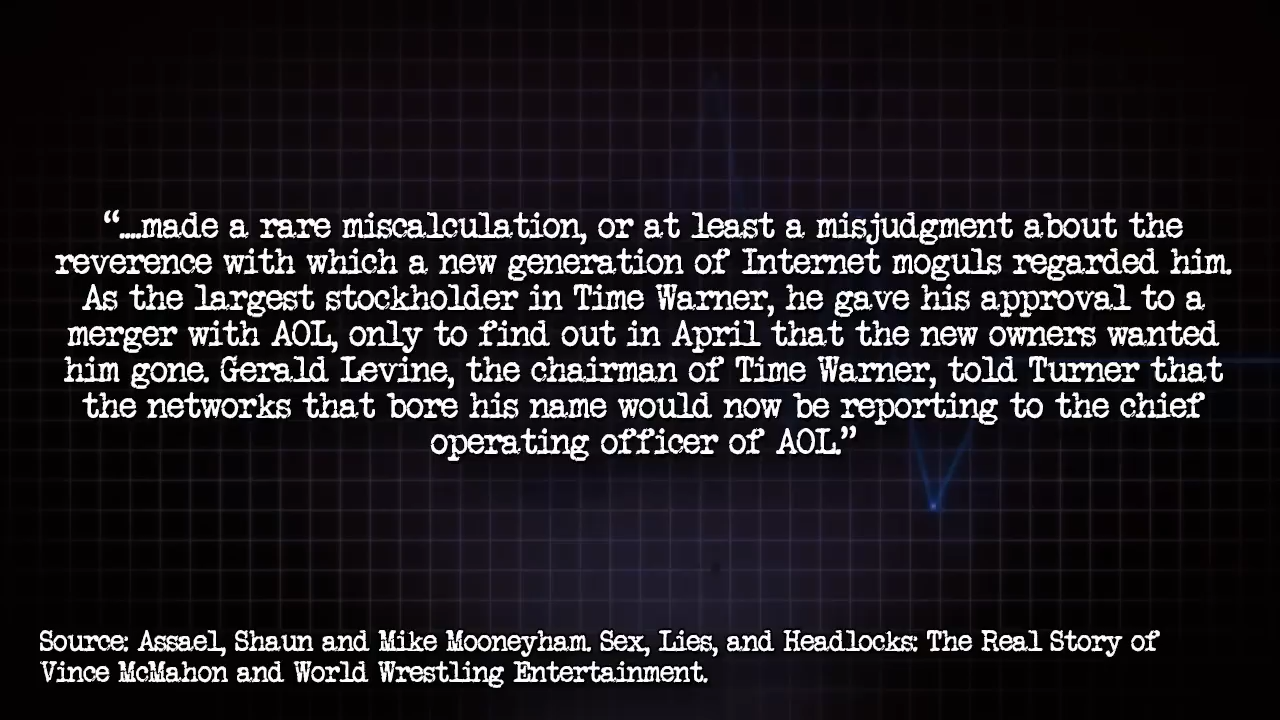 “....made a rare miscalculation, or at least a misjudgment about the
reverence with which a new generation of Internet moguls regarded him.
As the largest stockholder in Time Warner, he gave his approval to a
merger with AOL, only to find out in April that the new owners wanted
him gone. Gerald Levine, the chairman of Time Warner, told Turner that
the networks that bore his name would now be reporting to the chief
operating officer of AOL.”
Source: Assael, Shaun and Mike Mooneyham. Sex, Lies, and Headlocks: The Real Story of
Vince McMahon and World Wrestling Entertainment.